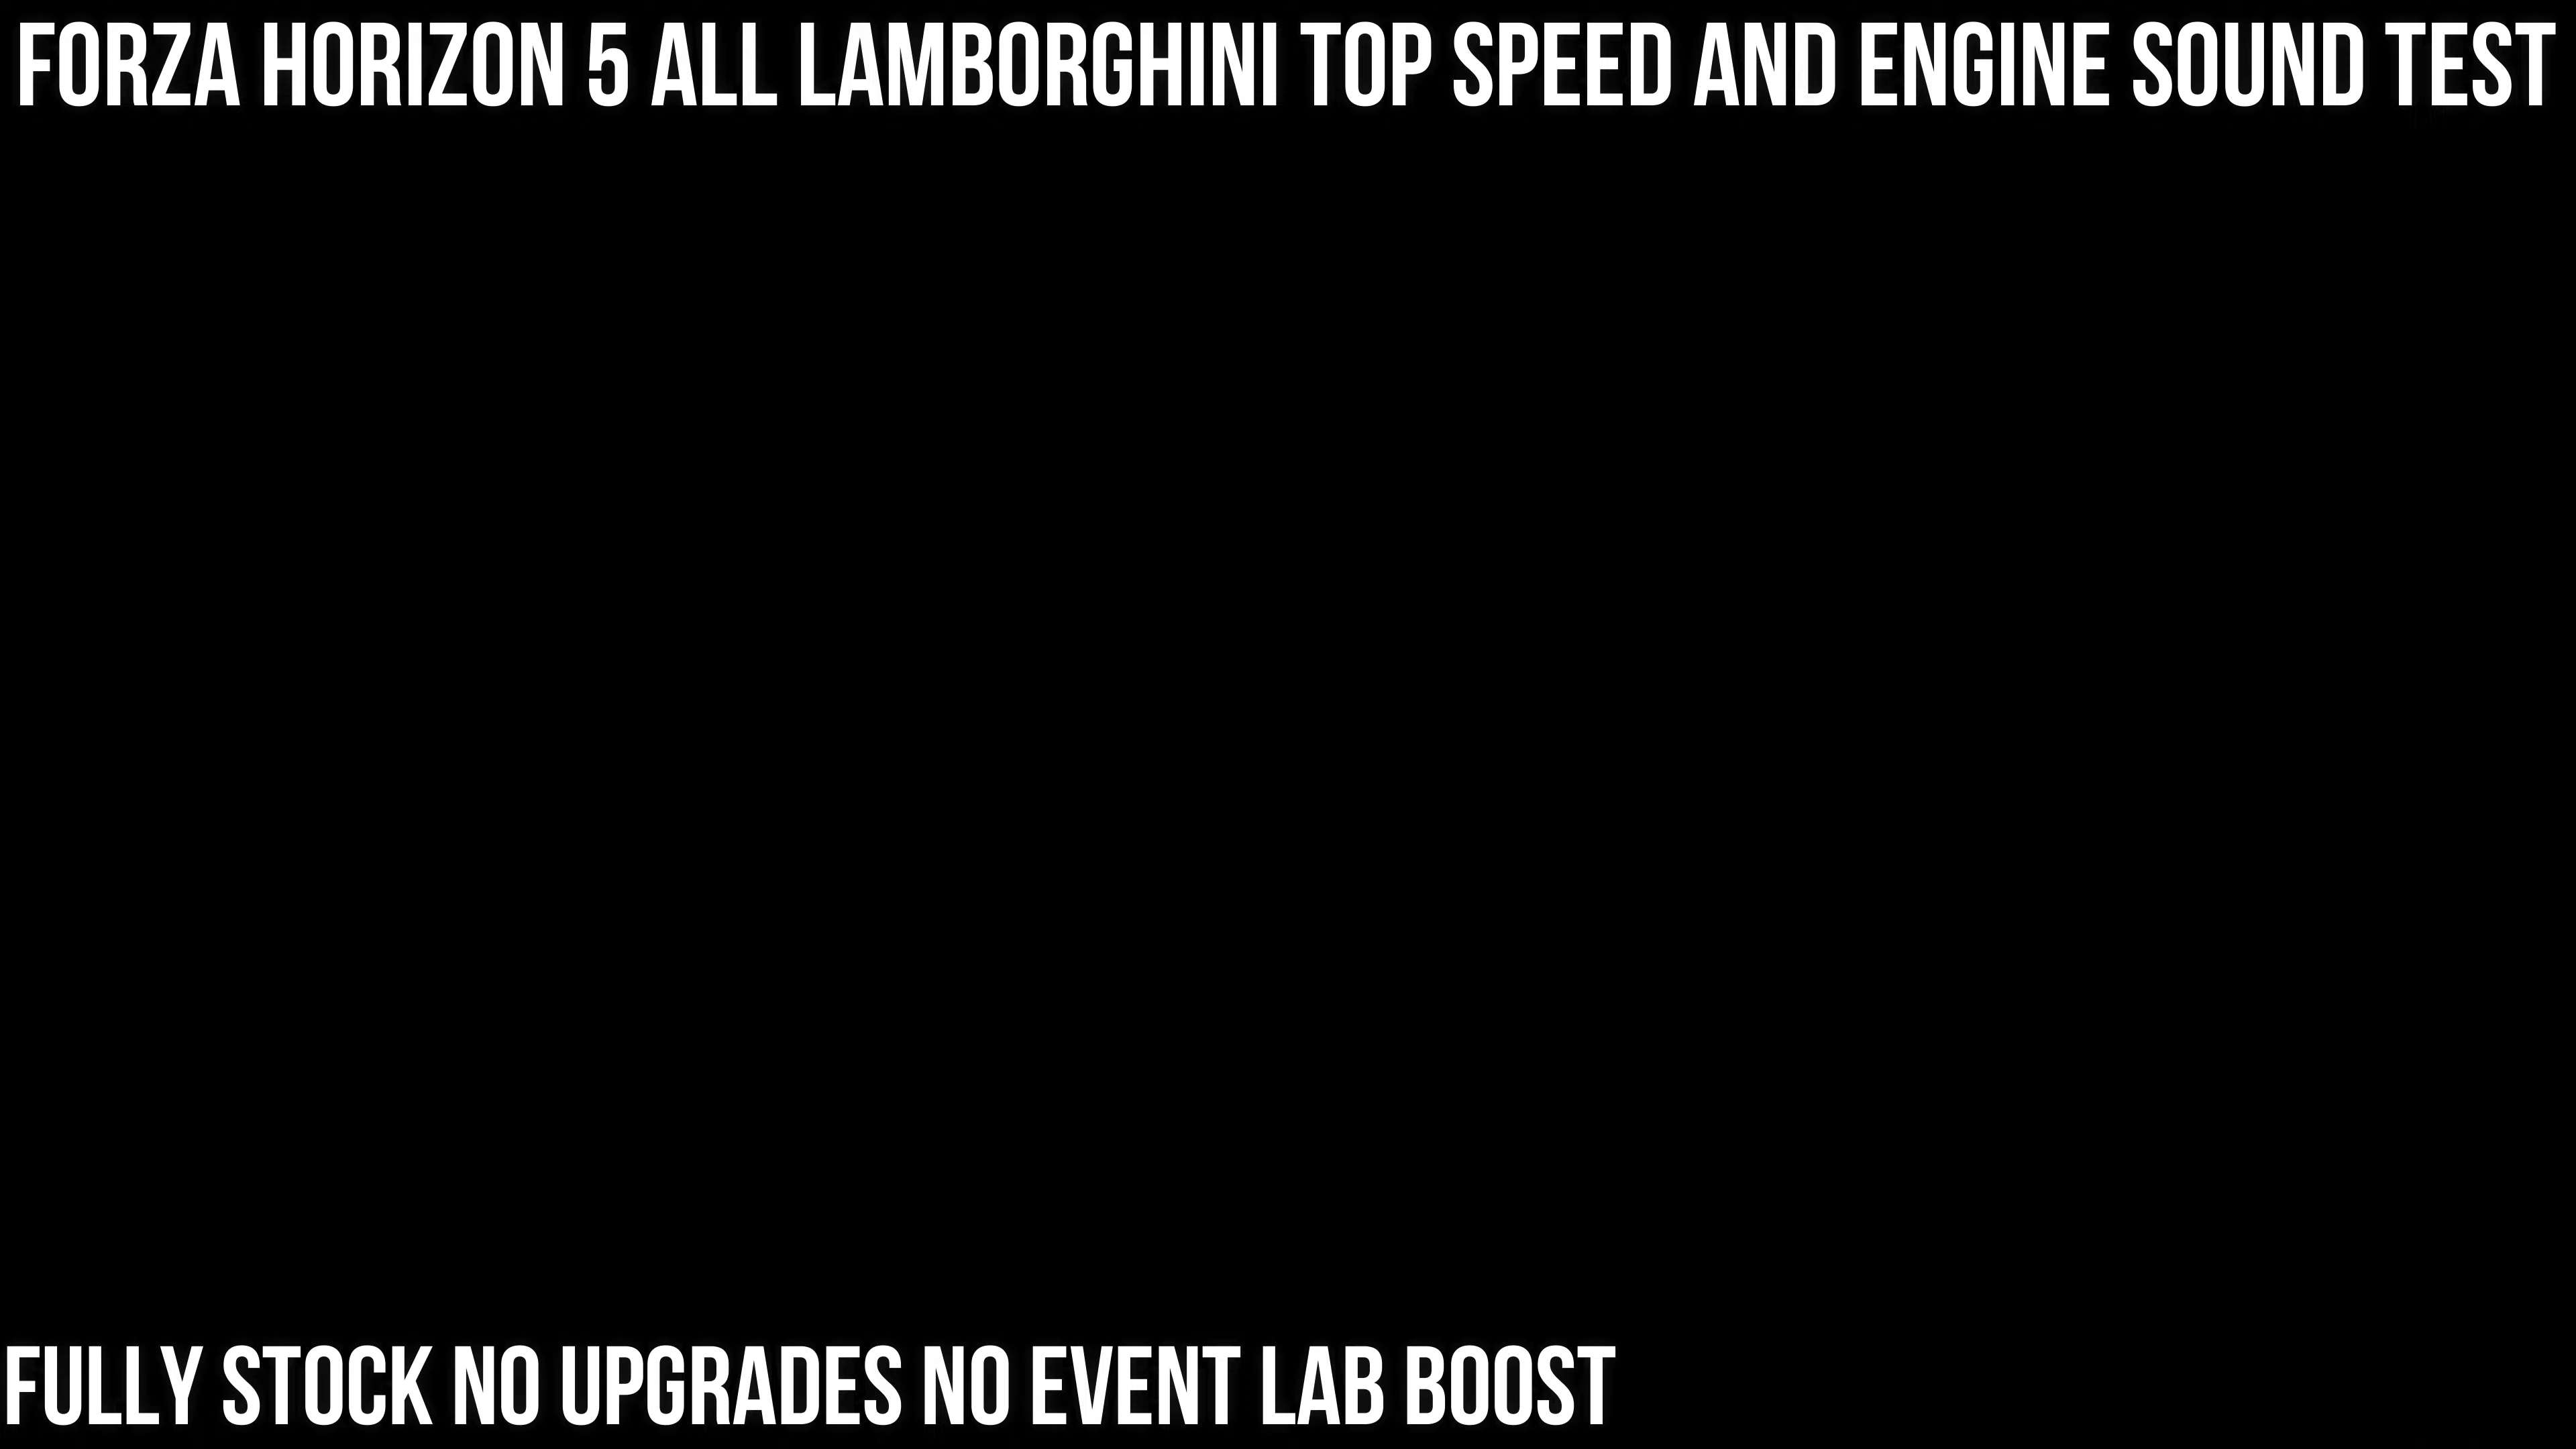 FORZA HORIZON 5 ALL LAMBORGHINI TOP SPEED AND ENGINE SOUND TEST
FULLY STOCK NO UPGRADES NO EVENT LAB BOOST